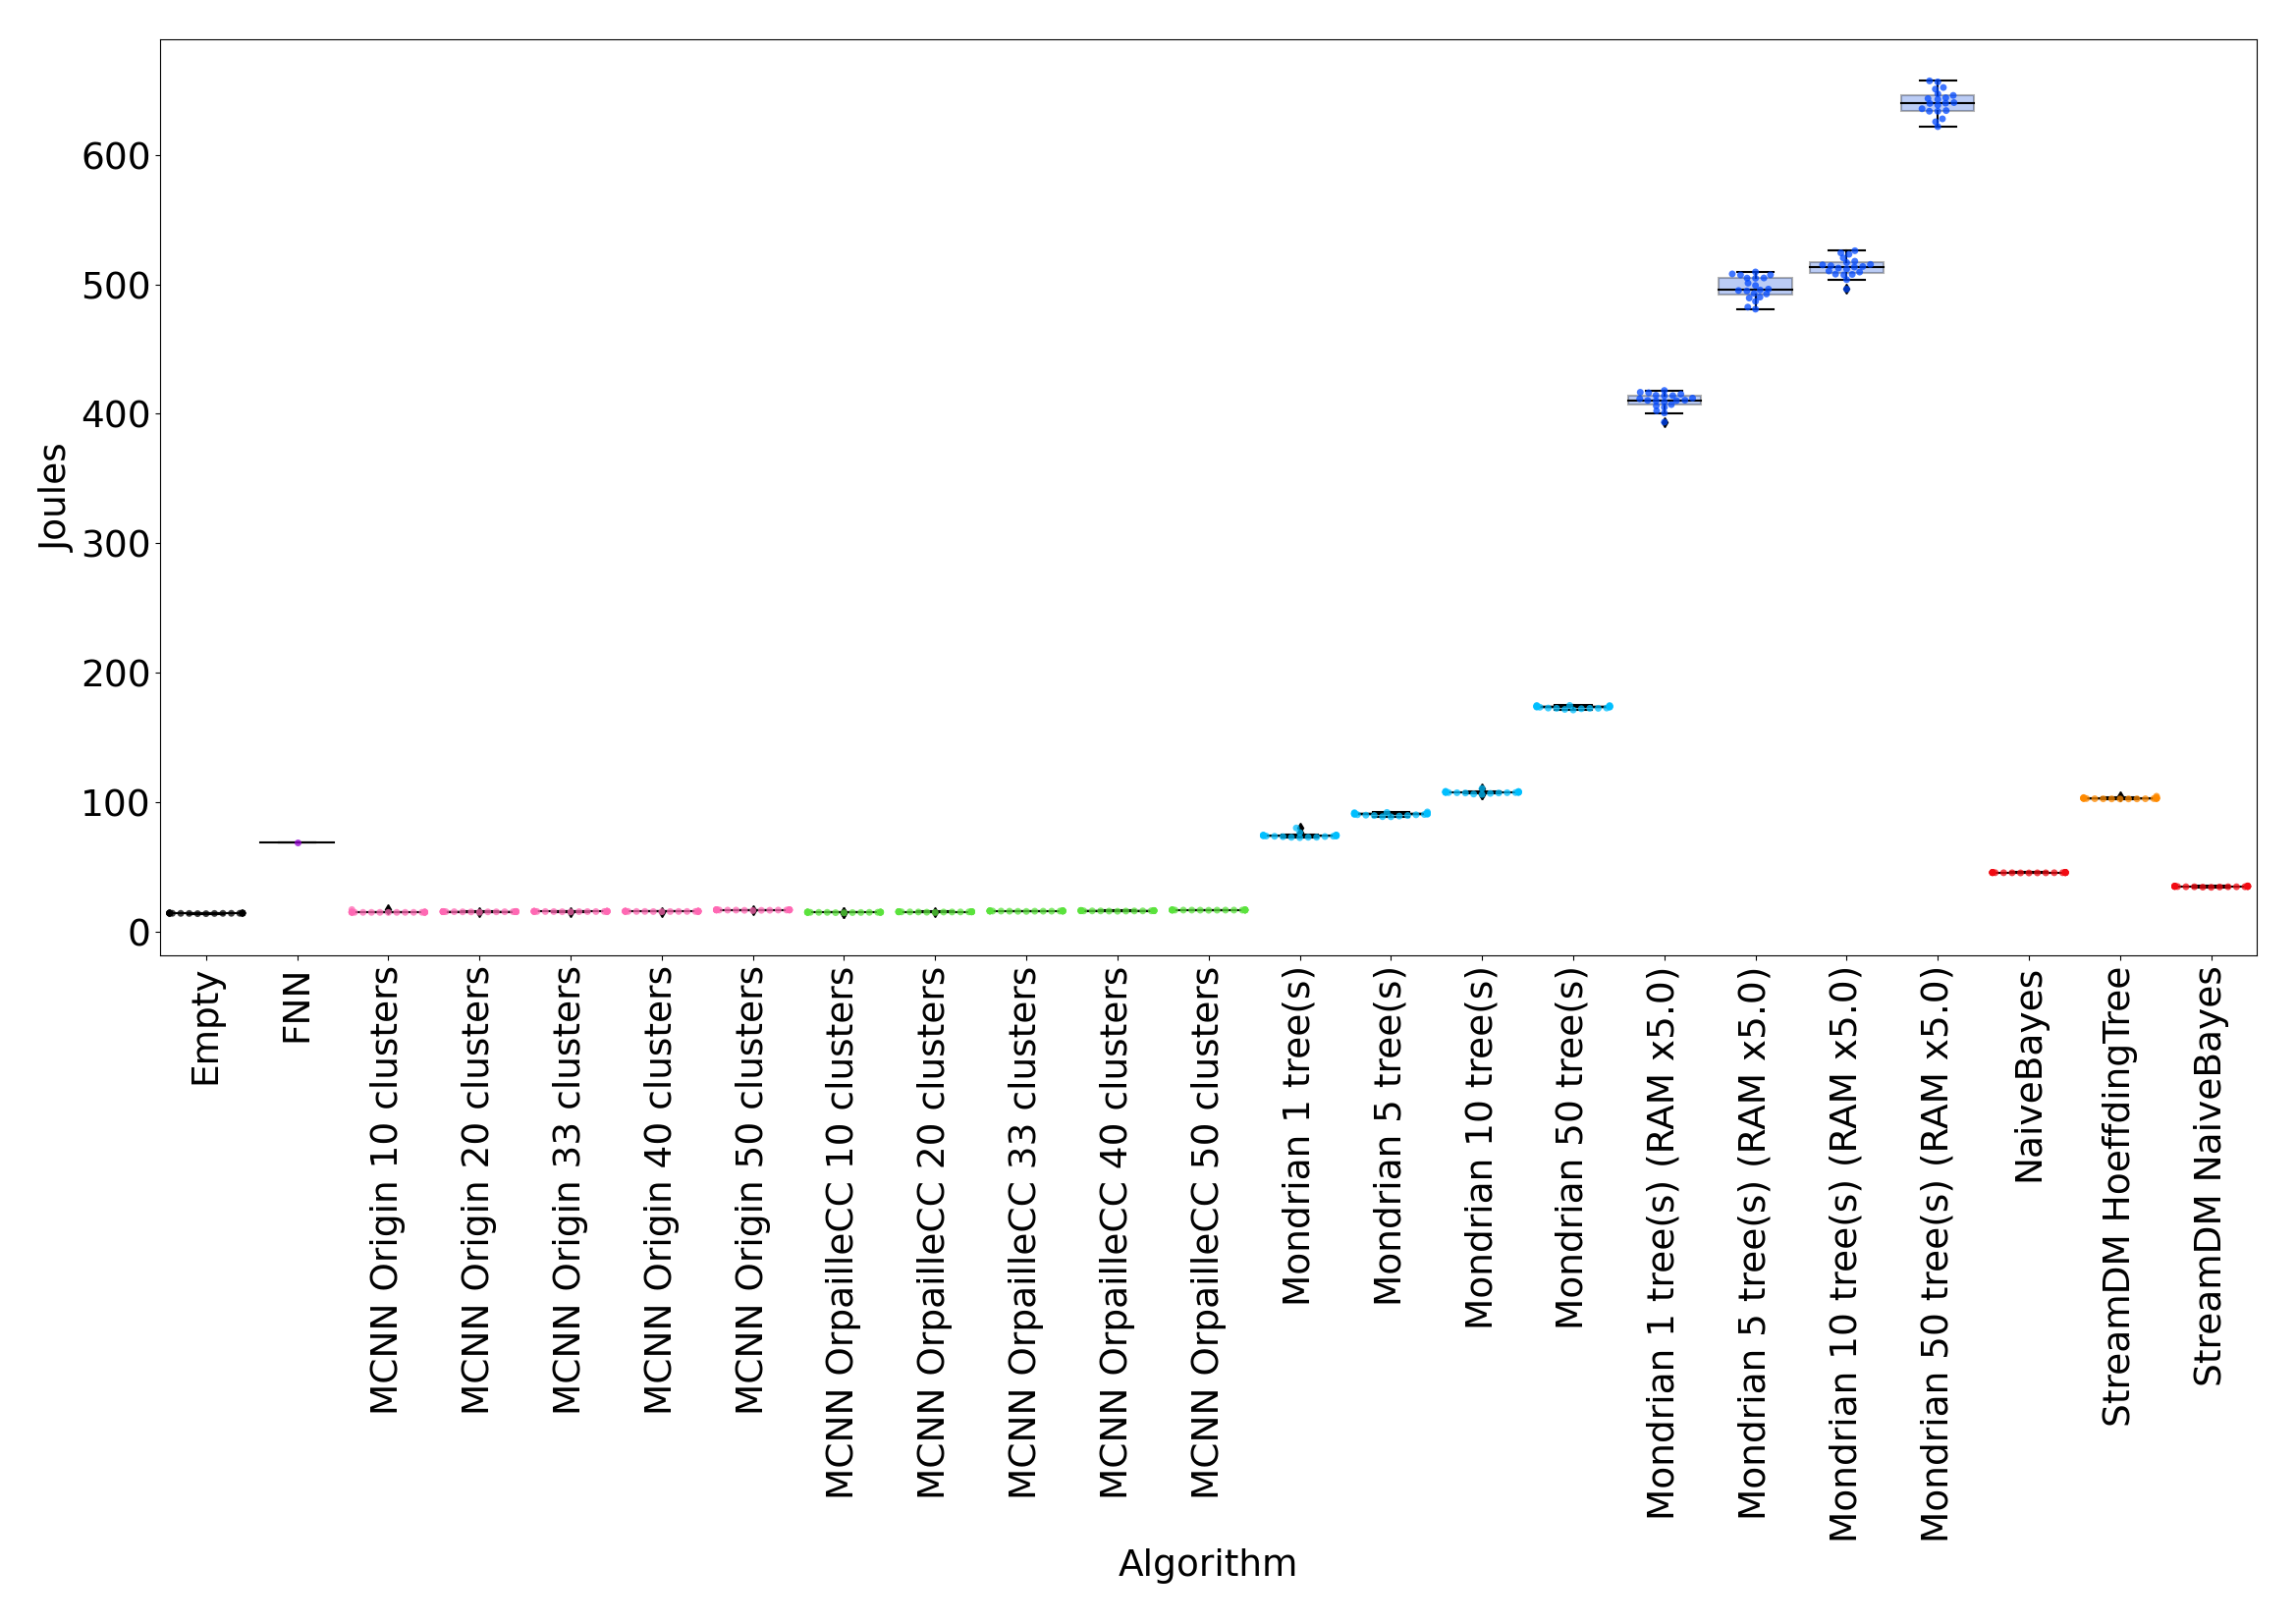 Joules
600
500
400
300
200
100
0
Empty
FNN
MCNN Origin 10 clusters
MCNN Origin 20 clusters
MCNN Origin 33 clusters
MCNN Origin 40 clusters
MCNN Origin 50 clusters
MCNN OrpailleCC 10 clusters
MCNN OrpailleCC 20 clusters
MCNN OrpailleCC 33 clusters
MCNN OrpailleCC 40 clusters
MCNN OrpailleCC 50 clusters
Mondrian 1 tree(s)
Mondrian 5 tree(s)
Mondrian 10 tree(s)
Mondrian 50 tree(s)
Mondrian 1 tree(s) (RAM x5.0)
Mondrian 5 tree(s) (RAM x5.0)
Mondrian 10 tree(s) (RAM x5.0)
Mondrian 50 tree(s) (RAM x5.0)
NaiveBayes
StreamDM HoeffdingTree
StreamDM NaiveBayes
Algorithm